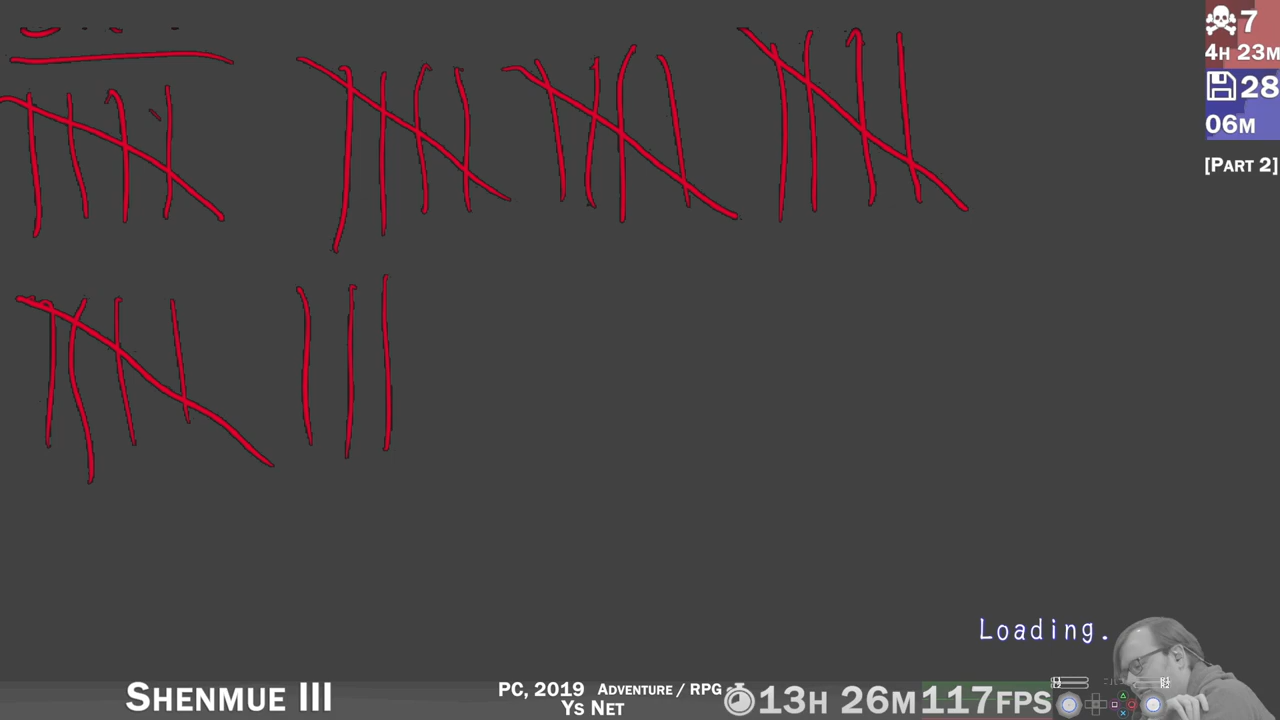 7
4H 23M
28
06M
[PART 2]
Loading.
SHENMUE III
PC, 2019 ADVENTURE / RPG
YS NET
13H 26M
117FPS